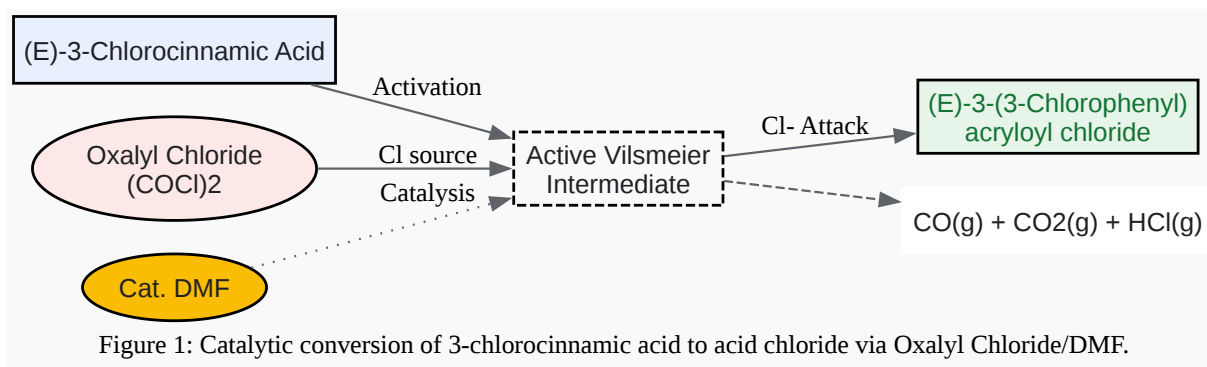 (E)-3-Chlorocinnamic Acid
Activation
Oxalyl Chloride
(COCl)2
Cl source
Catalysis
Cat. DMF
Active Vilsmeier
Intermediate
Cl- Attack
(E)-3-(3-Chlorophenyl)
acryloyl chloride
CO(g) + CO2(g) + HCl(g)
Figure 1: Catalytic conversion of 3-chlorocinnamic acid to acid chloride via Oxalyl Chloride/DMF.